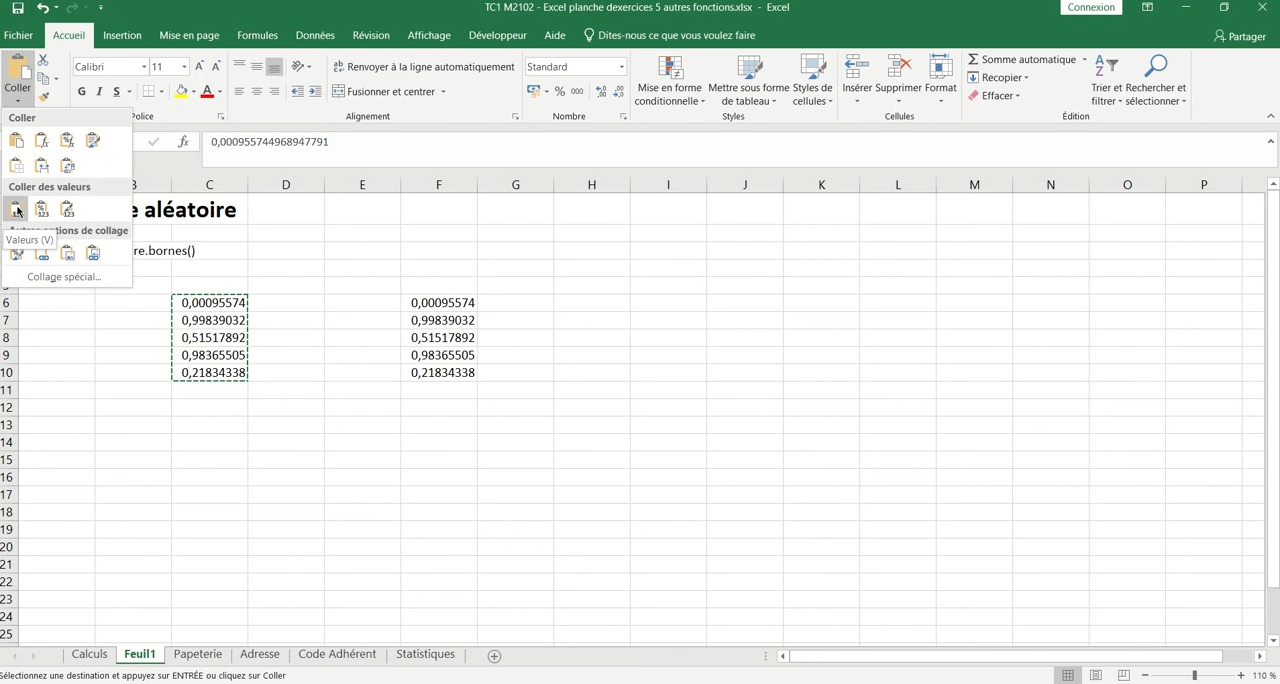 TC1 M2102 - Excel planche dexercices 5 autres fonctions.xlsx - Excel
Connexion
Fichier Accueil Insertion Mise en page Formules Données Révision Affichage Développeur Aide Dites-nous ce que vous voulez faire
Partager
Coller
Calibri 11
Renvoyer à la ligne automatiquement
Standard
Mise en forme conditionnelle
Mettre sous forme de tableau
Styles de cellules
Insérer Supprimer Format
Somme automatique
Recopier
Effacer
Trier et filtrer
Rechercher et sélectionner
G I S
Fusionner et centrer
% 000
Police Alignement Nombre Styles Cellules Édition
Coller
Coller des valeurs
Valeurs (V)
options de collage
Collage spécial...
fx 0,000955744968947791
B C D E F G H I J K L M N O P
e aléatoire
re.bornes()
6 0,00095574 0,00095574
7 0,99839032 0,99839032
8 0,51517892 0,51517892
9 0,98365505 0,98365505
10 0,21834338 0,21834338
11
12
13
14
15
16
17
18
19
20
21
22
23
24
25
Calculs Feuil1 Papeterie Adresse Code Adhérent Statistiques
Sélectionnez une destination et appuyez sur ENTRÉE ou cliquez sur Coller
110 %